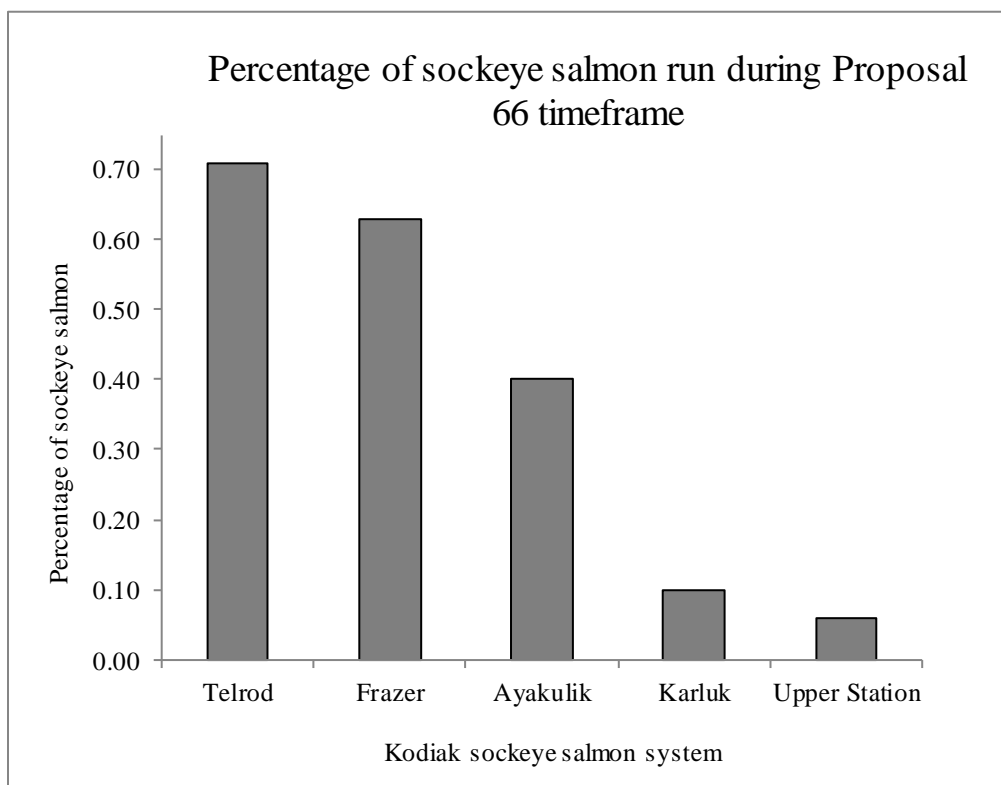 Percentage of sockeye salmon run during Proposal
66 timeframe
Percentage of sockeye salmon
0.70
0.60
0.50
0.40
0.30
0.20
0.10
0.00
Telrod Frazer Ayakulik Karluk Upper Station
Kodiak sockeye salmon system